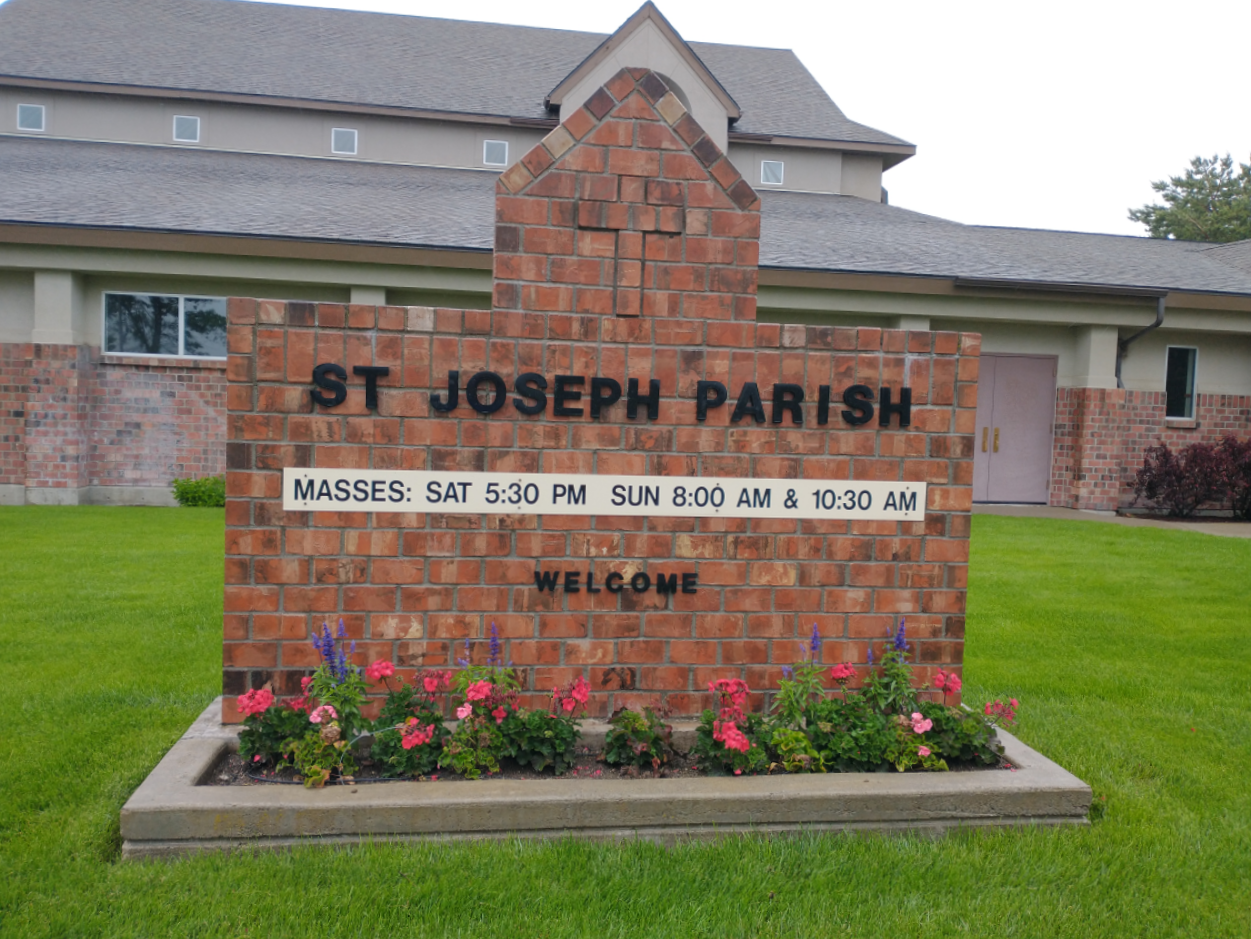 ST JOSEPH PARISH
MASSES: SAT 5:30 PM SUN 8:00 AM & 10:30 AM
WELCOME